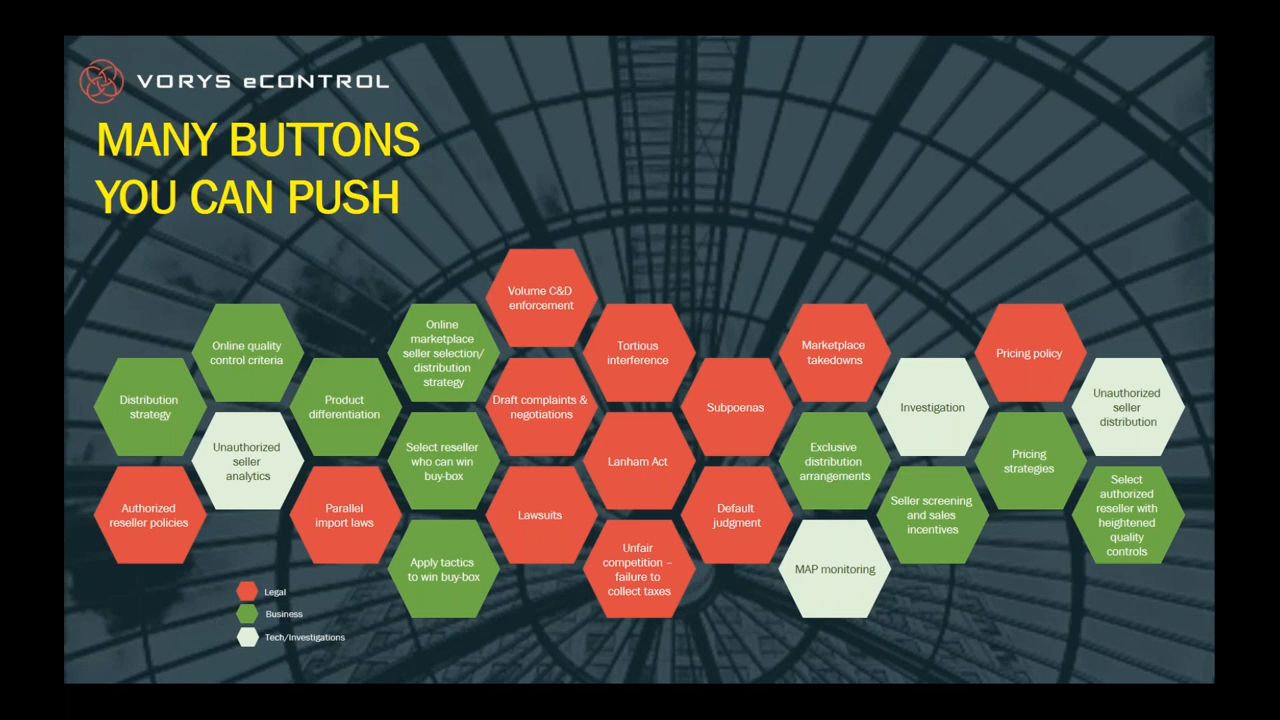 VORYS eCONTROL
MANY BUTTONS
YOU CAN PUSH
Distribution
strategy
Authorized
reseller policies
Online quality
control criteria
Unauthorized
seller
analytics
Product
differentiation
Parallel
import laws
Online
marketplace
seller selection/
distribution
strategy
Select reseller
who can win
buy-box
Apply tactics
to win buy-box
Volume C&D
enforcement
Draft complaints &
negotiations
Lawsuits
Tortious
interference
Lanham Act
Unfair
competition –
failure to
collect taxes
Subpoenas
Default
judgment
Marketplace
takedowns
Exclusive
distribution
arrangements
MAP monitoring
Investigation
Seller screening
and sales
incentives
Pricing policy
Pricing
strategies
Unauthorized
seller
distribution
Select
authorized
reseller with
heightened
quality
controls
Legal
Business
Tech/Investigations